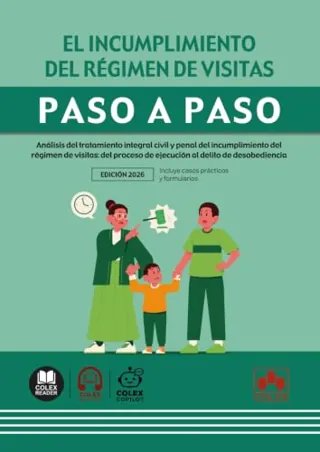 EL INCUMPLIMIENTO
DEL RÉGIMEN DE VISITAS
PASO A PASO
Análisis del tratamiento integral civil y penal del incumplimiento del
régimen de visitas: del proceso de ejecución al delito de desobediencia
EDICIÓN 2026
Incluye casos prácticos
y formularios
COLEX
READER
COLEX
COLEX
COPILOT